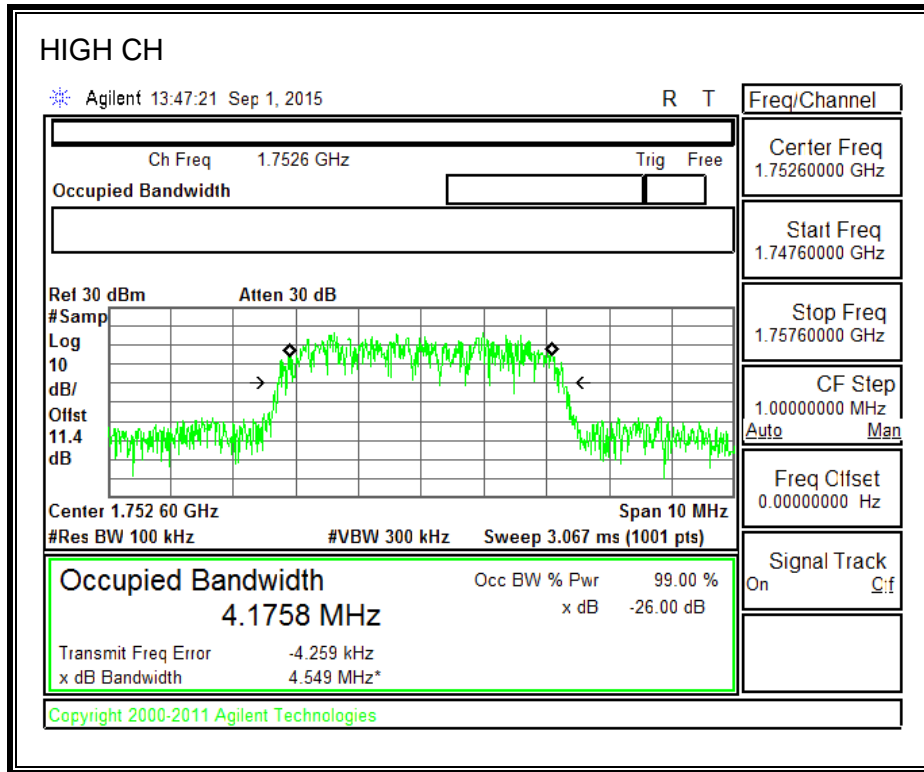 HIGH CH
Agilent 13:47:21 Sep 1, 2015 R T
Freq/Channel
Ch Freq 1.7526 GHz Trig Free
Occupied Bandwidth
Center Freq
1.75260000 GHz
Start Freq
1.74760000 GHz
Stop Freq
1.75760000 GHz
CF Step
1.00000000 MHz
Auto Man
Freq Offset
0.00000000 Hz
Signal Track
On Off
Ref 30 dBm Atten 30 dB
#Samp
Log
10
dB/
Offst
11.4
dB
Center 1.752 60 GHz Span 10 MHz
#Res BW 100 kHz #VBW 300 kHz Sweep 3.067 ms (1001 pts)
Occupied Bandwidth Occ BW % Pwr 99.00 %
4.1758 MHz x dB -26.00 dB
Transmit Freq Error -4.259 kHz
x dB Bandwidth 4.549 MHz*
Copyright 2000-2011 Agilent Technologies